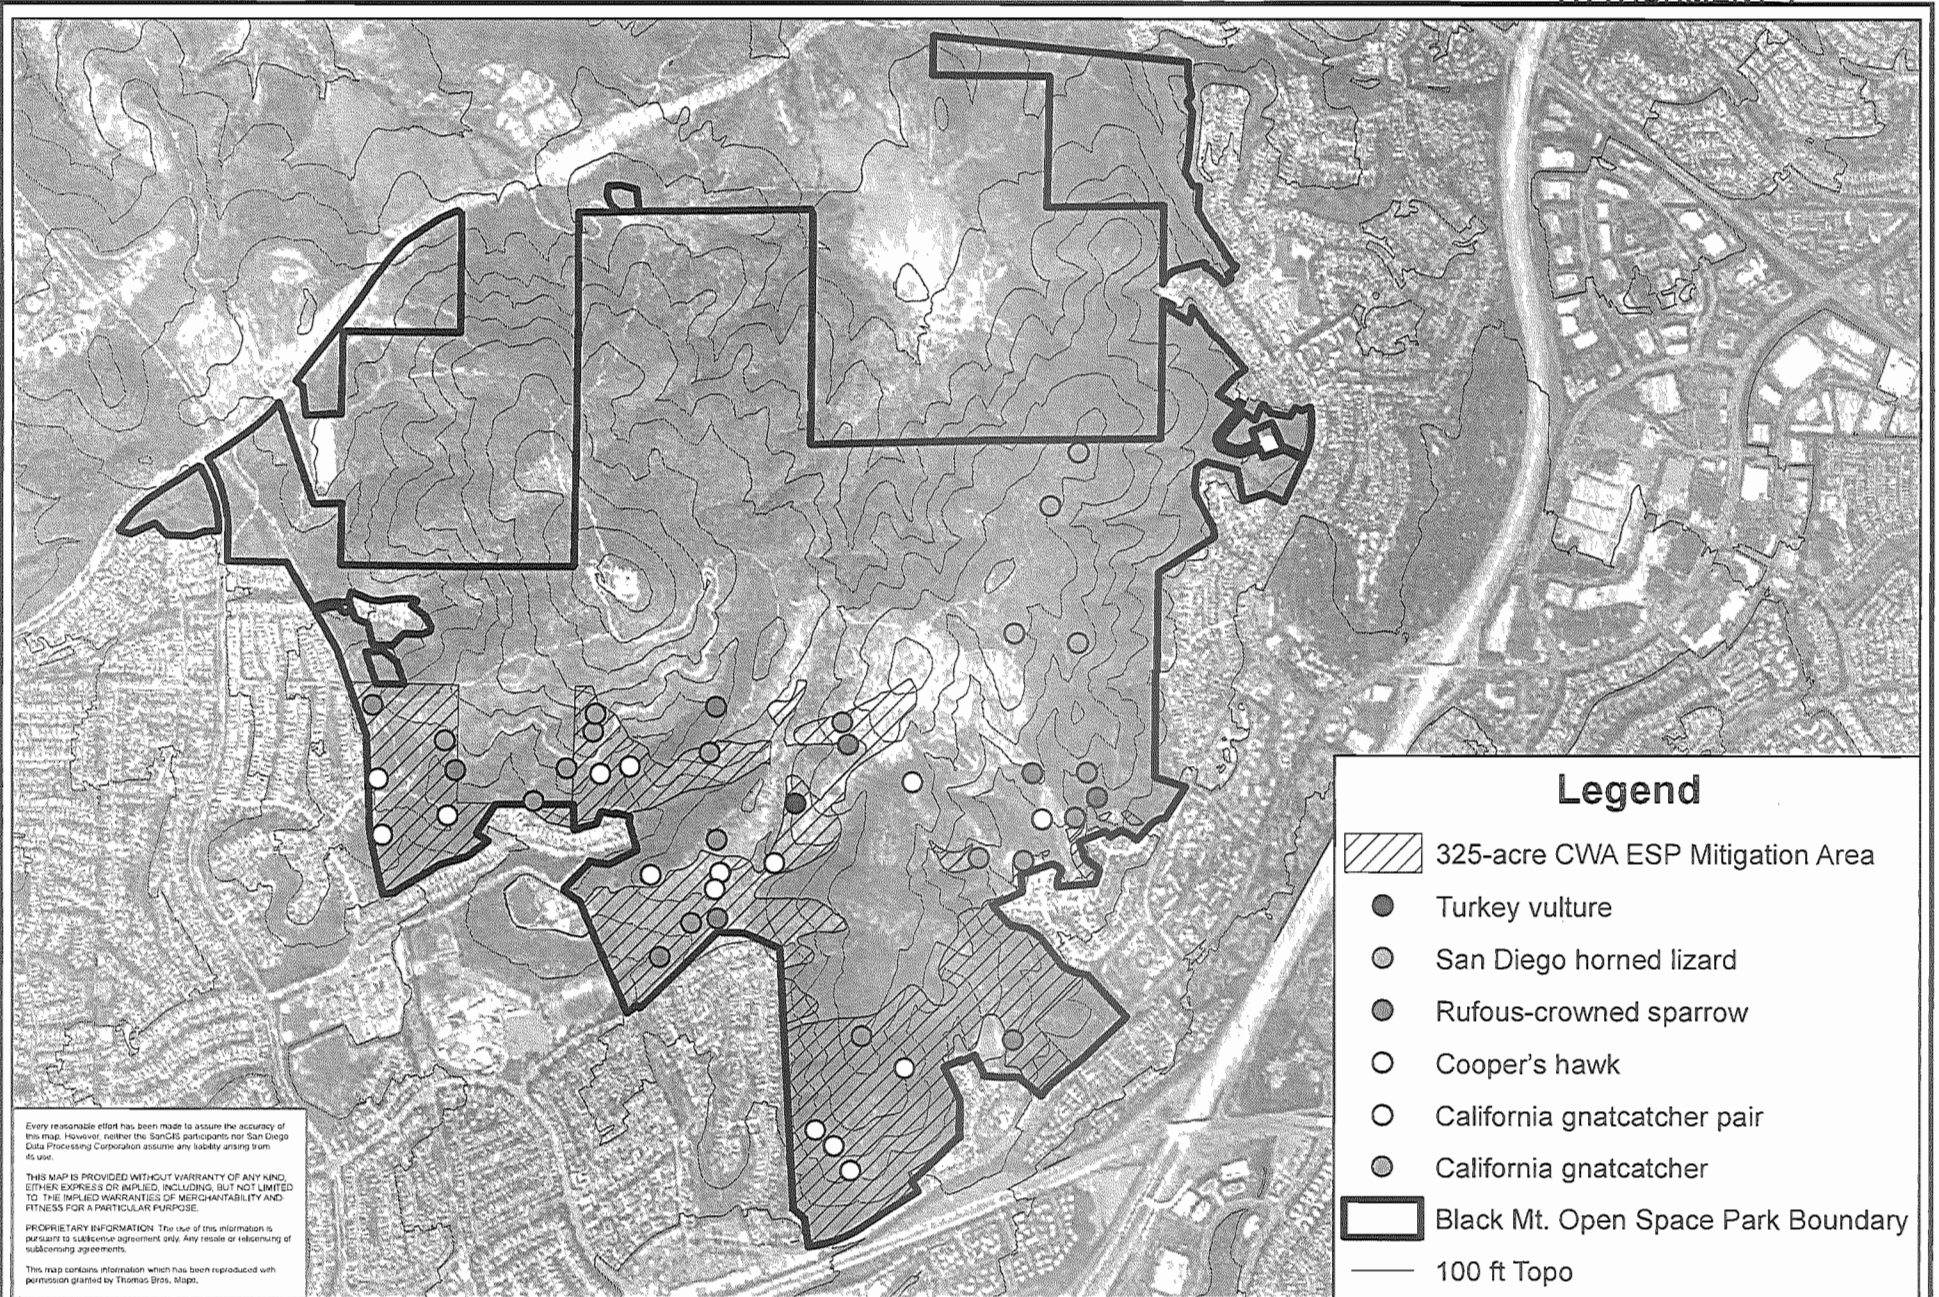 Legend
325-acre CWA ESP Mitigation Area
Turkey vulture
San Diego horned lizard
Rufous-crowned sparrow
Cooper's hawk
California gnatcatcher pair
California gnatcatcher
Black Mt. Open Space Park Boundary
100 ft Topo
Every reasonable effort has been made to assure the accuracy of
this map. However, neither the SanGIS participants nor San Diego
Data Processing Corporation assume any liability arising from
its use.
THIS MAP IS PROVIDED WITHOUT WARRANTY OF ANY KIND,
EITHER EXPRESS OR IMPLIED, INCLUDING, BUT NOT LIMITED
TO THE IMPLIED WARRANTIES OF MERCHANTABILITY AND
FITNESS FOR A PARTICULAR PURPOSE.
PROPRIETARY INFORMATION The use of this information is
pursuant to sublicense agreement only. Any resale or relicensing of
sublicensing agreements.
This map contains information which has been reproduced with
permission granted by Thomas Bros. Maps.